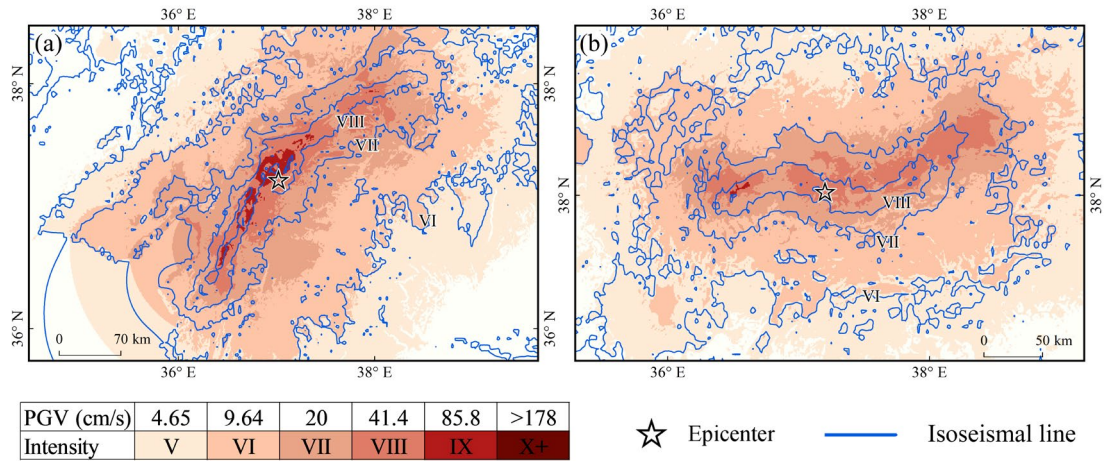 36° E 38° E 36° E 38° E
(a) (b)
38° N
VIII
VII
VI
36° N
0 70 km
36° E 38° E
38° N
36° N
VIII
VII
VI
38° N
0 50 km
36° E 38° E
PGV (cm/s) 4.65 9.64 20 41.4 85.8 >178
Intensity V VI VII VIII IX X+
Epicenter Isoseismal line